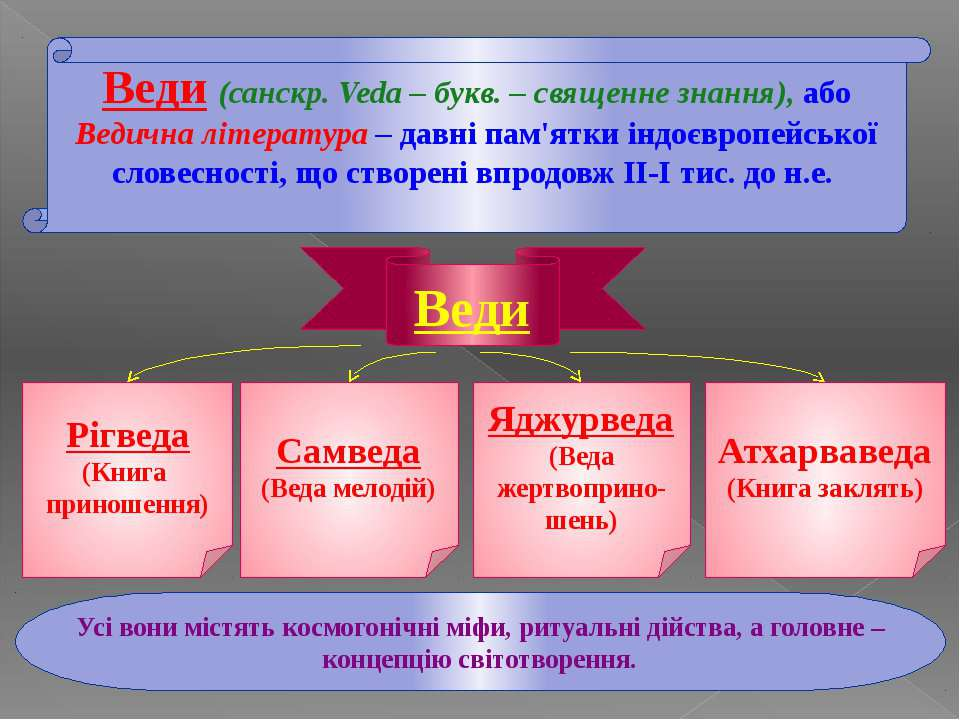 Веди (санскр. Veda – букв. – священне знання), або
Ведична література – давні пам'ятки індоєвропейської
словесності, що створені впродовж II-I тис. до н.е.
Веди
Рігведа
(Книга
приношення)
Самведа
(Веда мелодій)
Яджурведа
(Веда
жертвоприно-
шень)
Атхарваведа
(Книга заклять)
Усі вони містять космогонічні міфи, ритуальні дійства, а головне –
концепцію світотворення.